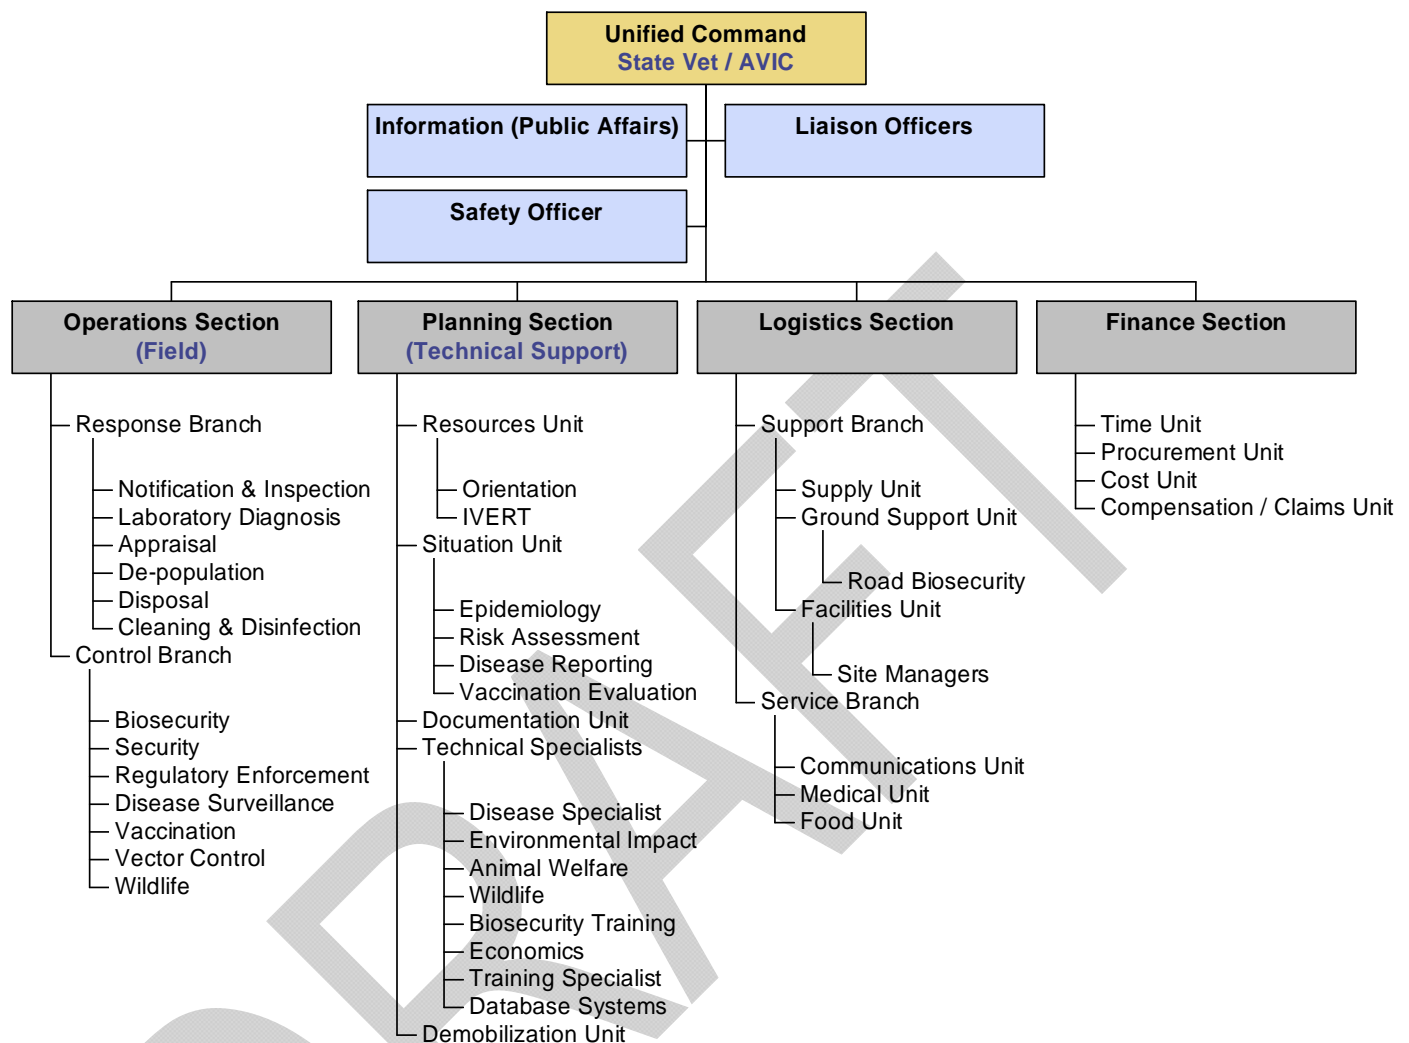 Unified Command
State Vet / AVIC
Information (Public Affairs)
Liaison Officers
Safety Officer
Operations Section
(Field)
Response Branch
Notification & Inspection
Laboratory Diagnosis
Appraisal
De-population
Disposal
Cleaning & Disinfection
Control Branch
Biosecurity
Security
Regulatory Enforcement
Disease Surveillance
Vaccination
Vector Control
Wildlife
Planning Section
(Technical Support)
Resources Unit
Orientation
IVERT
Situation Unit
Epidemiology
Risk Assessment
Disease Reporting
Vaccination Evaluation
Documentation Unit
Technical Specialists
Disease Specialist
Environmental Impact
Animal Welfare
Wildlife
Biosecurity Training
Economics
Training Specialist
Database Systems
Demobilization Unit
Logistics Section
Support Branch
Supply Unit
Ground Support Unit
Road Biosecurity
Facilities Unit
Site Managers
Service Branch
Communications Unit
Medical Unit
Food Unit
Finance Section
Time Unit
Procurement Unit
Cost Unit
Compensation / Claims Unit
DRAFT